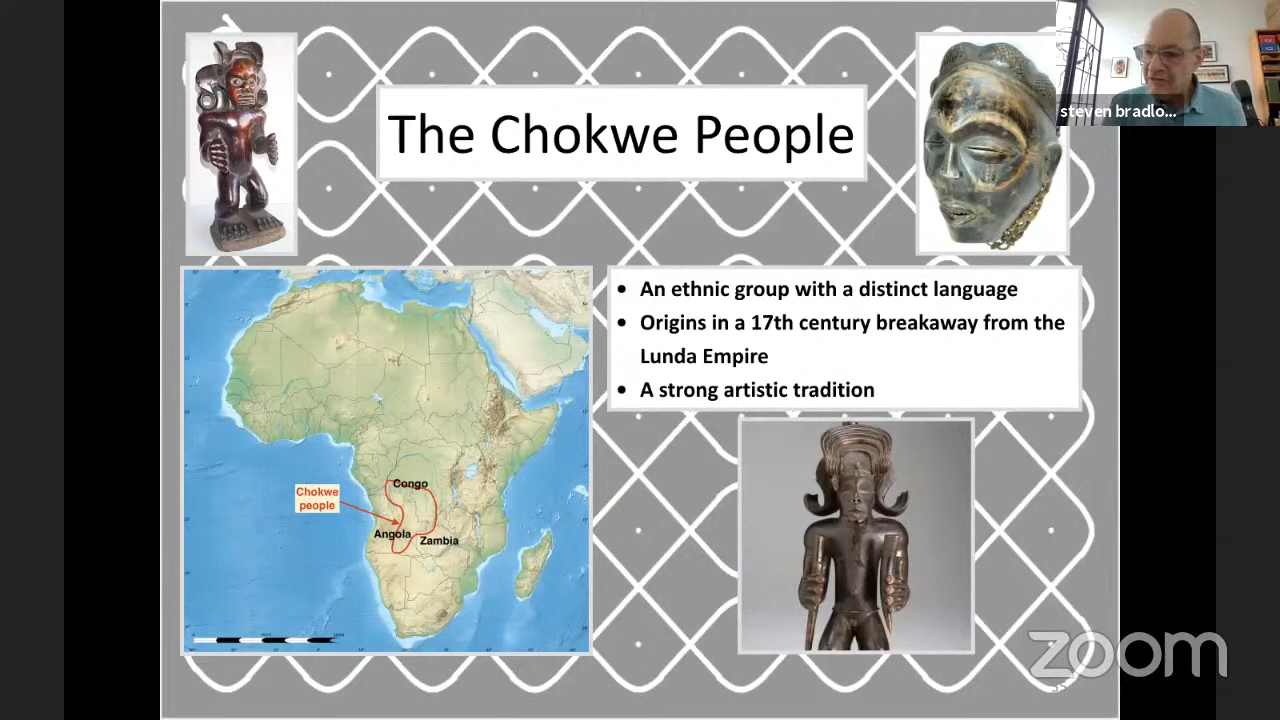 The Chokwe People
steven bradlo...
• An ethnic group with a distinct language
• Origins in a 17th century breakaway from the
Lunda Empire
• A strong artistic tradition
Congo
Chokwe
people
Angola
Zambia
zoom